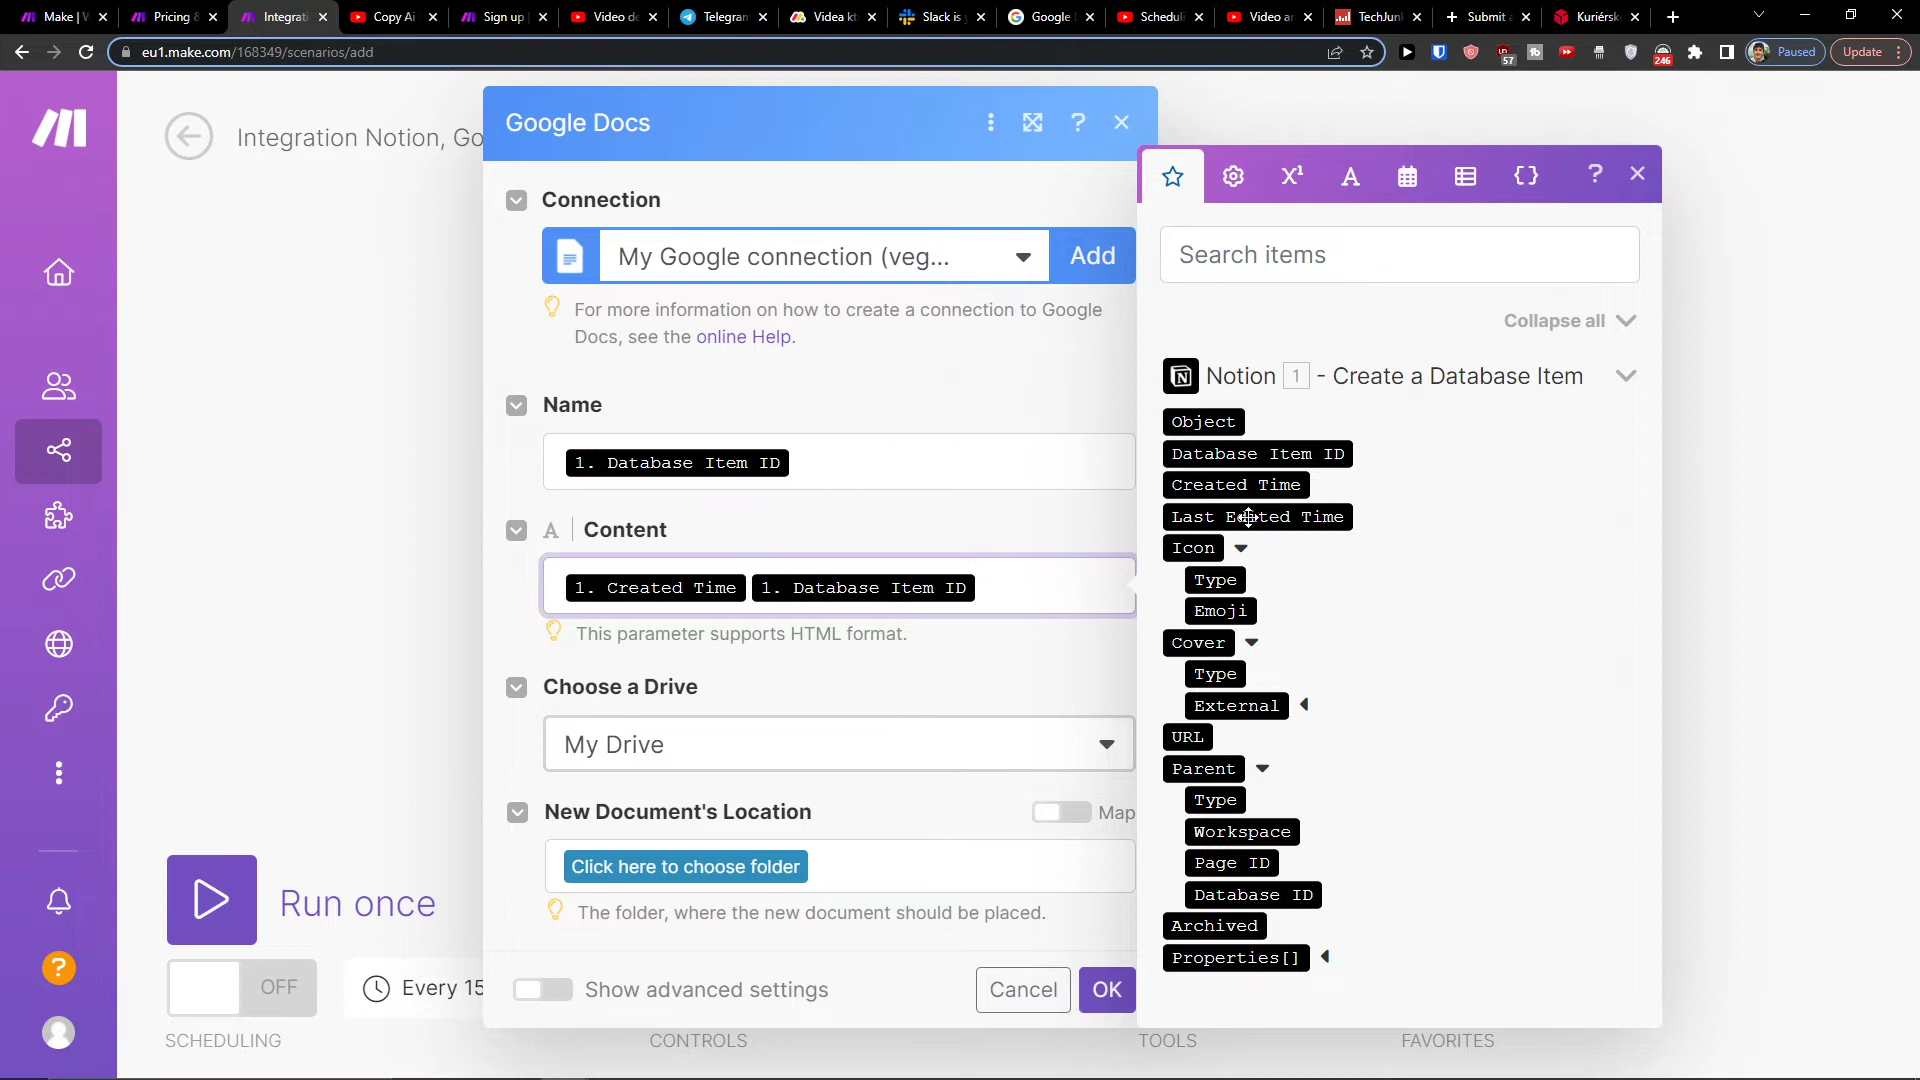 Make | W
Pricing &
Integrati
Copy Ai
Sign up
Video de
Telegram
Videa kt
Slack is
Google
Schedul
Video an
TechJunk
Submit a
Kuriérsk
eu1.make.com/168349/scenarios/add
57
246
Paused
Update
Integration Notion, Go
Google Docs
?
Connection
My Google connection (veg...
Add
For more information on how to create a connection to Google
Docs, see the online Help.
Name
1. Database Item ID
A
Content
1. Created Time
1. Database Item ID
This parameter supports HTML format.
Choose a Drive
My Drive
New Document's Location
Map
Click here to choose folder
The folder, where the new document should be placed.
Show advanced settings
Cancel
OK
X¹
A
{}
?
Search items
Collapse all
Notion 1 - Create a Database Item
Object
Database Item ID
Created Time
Last Edited Time
Icon
Type
Emoji
Cover
Type
External
URL
Parent
Type
Workspace
Page ID
Database ID
Archived
Properties[]
Run once
OFF
Every 15
?
SCHEDULING
CONTROLS
TOOLS
FAVORITES